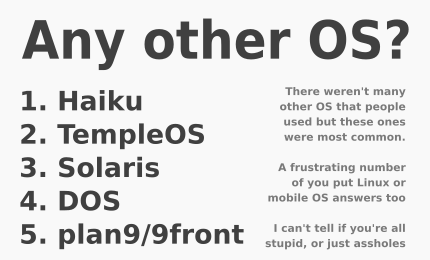 Any other OS?
1. Haiku
2. TempleOS
3. Solaris
4. DOS
5. plan9/9front
There weren't many
other OS that people
used but these ones
were most common.
A frustrating number
of you put Linux or
mobile OS answers too
I can't tell if you're all
stupid, or just assholes